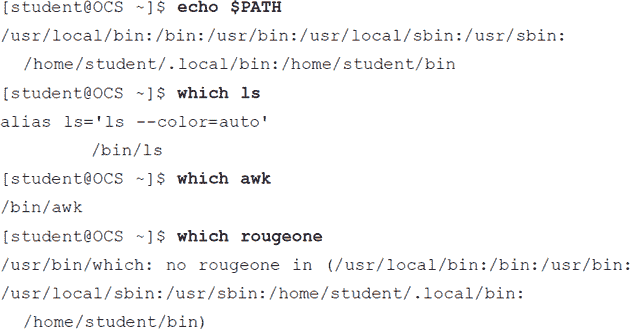 [student@OCS ~]$ echo $PATH
/usr/local/bin:/bin:/usr/bin:/usr/local/sbin:/usr/sbin:
/home/student/.local/bin:/home/student/bin
[student@OCS ~]$ which ls
alias ls='ls --color=auto'
/bin/ls
[student@OCS ~]$ which awk
/bin/awk
[student@OCS ~]$ which rougeone
/usr/bin/which: no rougeone in (/usr/local/bin:/bin:/usr/bin:
/usr/local/sbin:/usr/sbin:/home/student/.local/bin:
/home/student/bin)